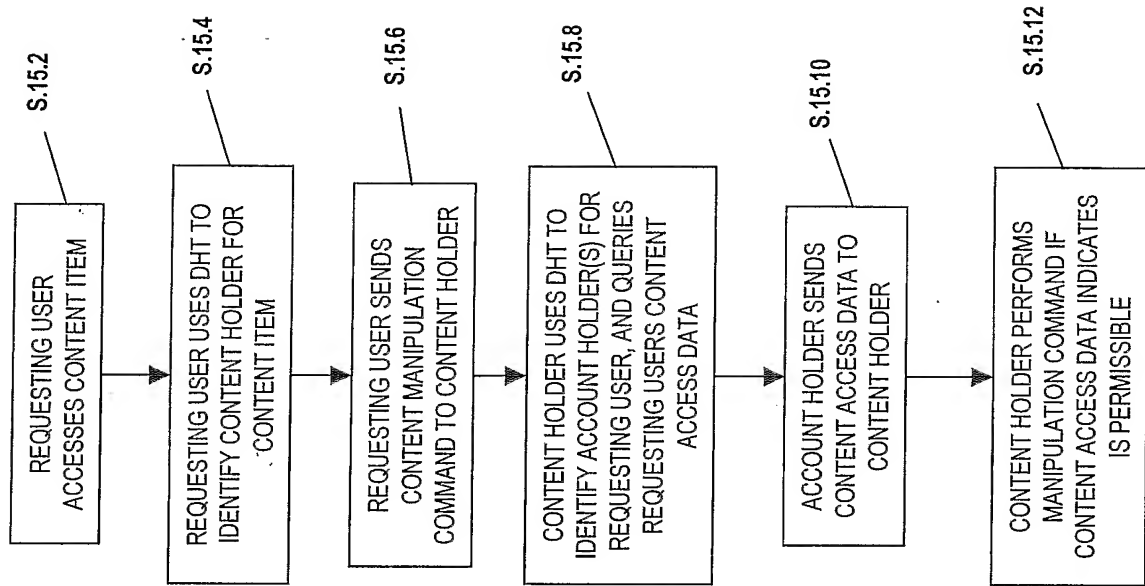 S.15.2
REQUESTING USER
ACCESSES CONTENT ITEM
S.15.4
REQUESTING USER USES DHT TO
IDENTIFY CONTENT HOLDER FOR
CONTENT ITEM
S.15.6
REQUESTING USER SENDS
CONTENT MANIPULATION
COMMAND TO CONTENT HOLDER
S.15.8
CONTENT HOLDER USES DHT TO
IDENTIFY ACCOUNT HOLDER(S) FOR
REQUESTING USER, AND QUERIES
REQUESTING USERS CONTENT
ACCESS DATA
S.15.10
ACCOUNT HOLDER SENDS
CONTENT ACCESS DATA TO
CONTENT HOLDER
S.15.12
CONTENT HOLDER PERFORMS
MANIPULATION COMMAND IF
CONTENT ACCESS DATA INDICATES
IS PERMISSIBLE